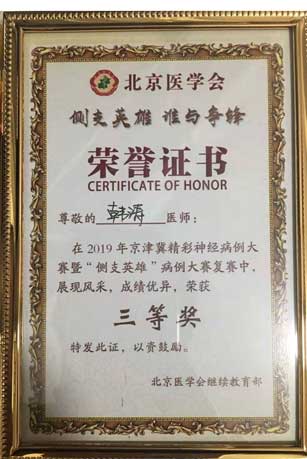 北京医学会
侧支英雄 谁与争锋
荣誉证书
CERTIFICATE OF HONOR
尊敬的韩涛医师：
在2019年京津冀精彩神经病例大
赛暨“侧支英雄”病例大赛复赛中，
展现风采，成绩优异，荣获
三等奖
特发此证，以资鼓励。
北京医学会继续教育部